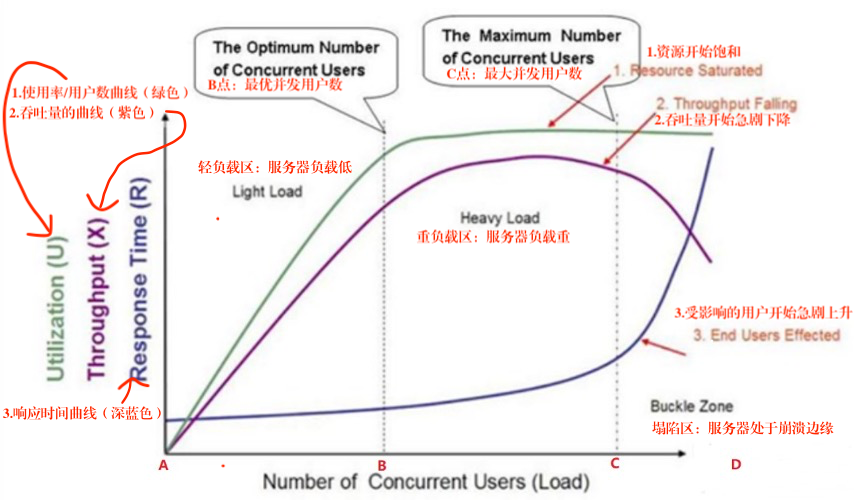 The Optimum Number
of Concurrent Users
B点：最优并发用户数
The Maximum Number
of Concurrent Users
C点：最大并发用户数
1.资源开始饱和
1. Resource Saturated
2. Throughput Falling
2.吞吐量开始急剧下降
1.使用率/用户数曲线（绿色）
2.吞吐量的曲线（紫色）
轻负载区：服务器负载低
Light Load
Heavy Load
重负载区：服务器负载重
Utilization (U)
Throughput (X)
Response Time (R)
3.受影响的用户开始急剧上升
3. End Users Effected
3.响应时间曲线（深蓝色）
Buckle Zone
塌陷区：服务器处于崩溃边缘
A
B
C
D
Number of Concurrent Users (Load)